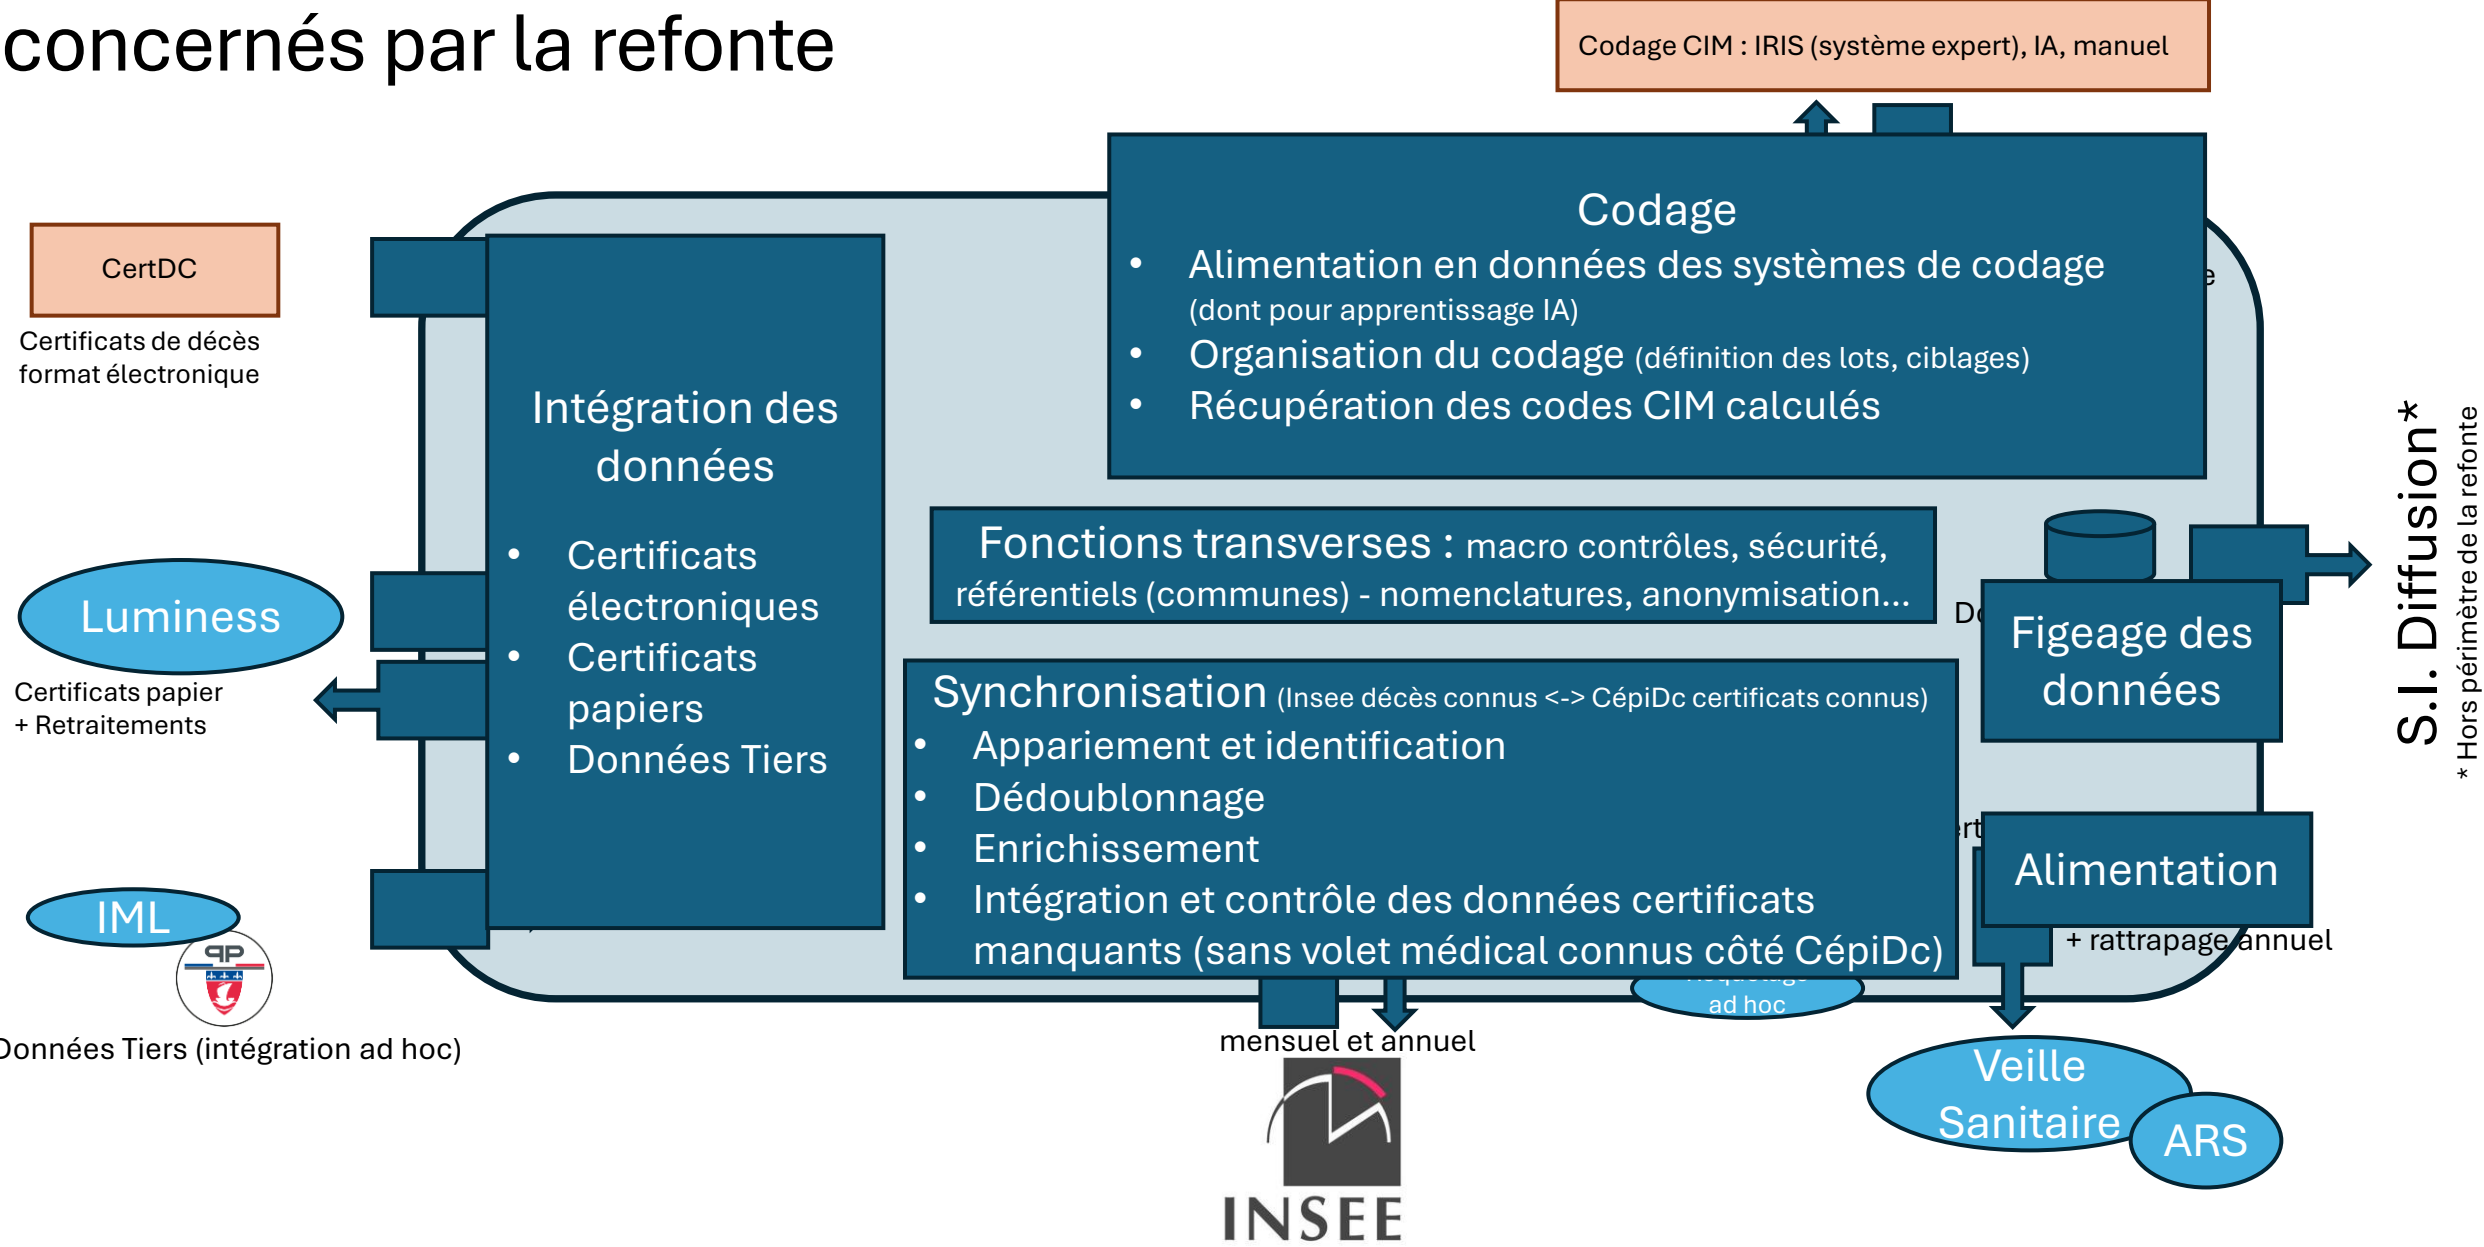 concernés par la refonte
Codage CIM : IRIS (système expert), IA, manuel
CertDC
Certificats de décès
format électronique
Luminess
Certificats papier
+ Retraitements
IML
Données Tiers (intégration ad hoc)
Intégration des
données
• Certificats
électroniques
• Certificats
papiers
• Données Tiers
Codage
• Alimentation en données des systèmes de codage
(dont pour apprentissage IA)
• Organisation du codage (définition des lots, ciblages)
• Récupération des codes CIM calculés
Fonctions transverses : macro contrôles, sécurité,
référentiels (communes) - nomenclatures, anonymisation...
Synchronisation (Insee décès connus <-> CépiDc certificats connus)
• Appariement et identification
• Dédoublonnage
• Enrichissement
• Intégration et contrôle des données certificats
manquants (sans volet médical connus côté CépiDc)
Figeage des
données
Alimentation
+ rattrapage annuel
ad hoc
mensuel et annuel
INSEE
Veille
Sanitaire
ARS
S.I. Diffusion*
* Hors périmètre de la refonte